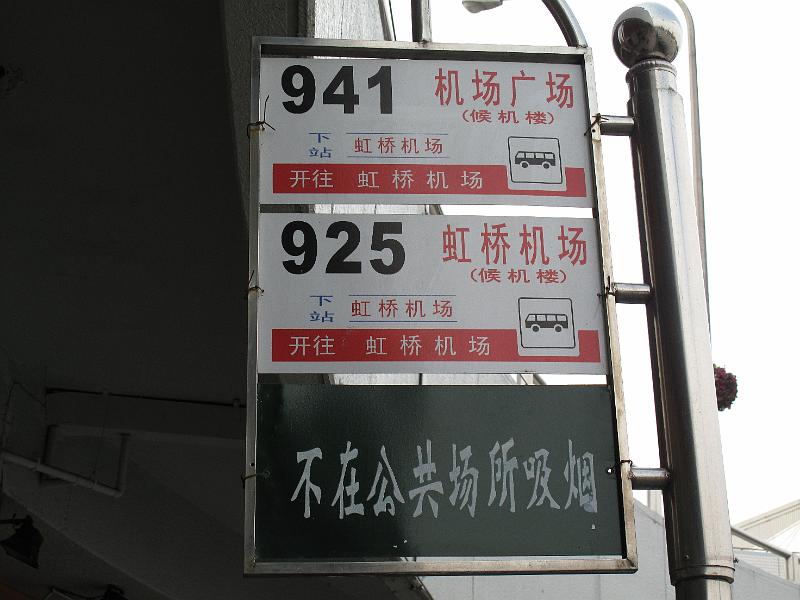 941 机场广场
(候机楼)
下站 虹桥机场
开往 虹桥机场
925 虹桥机场
(候机楼)
下站 虹桥机场
开往 虹桥机场
不在公共场所吸烟